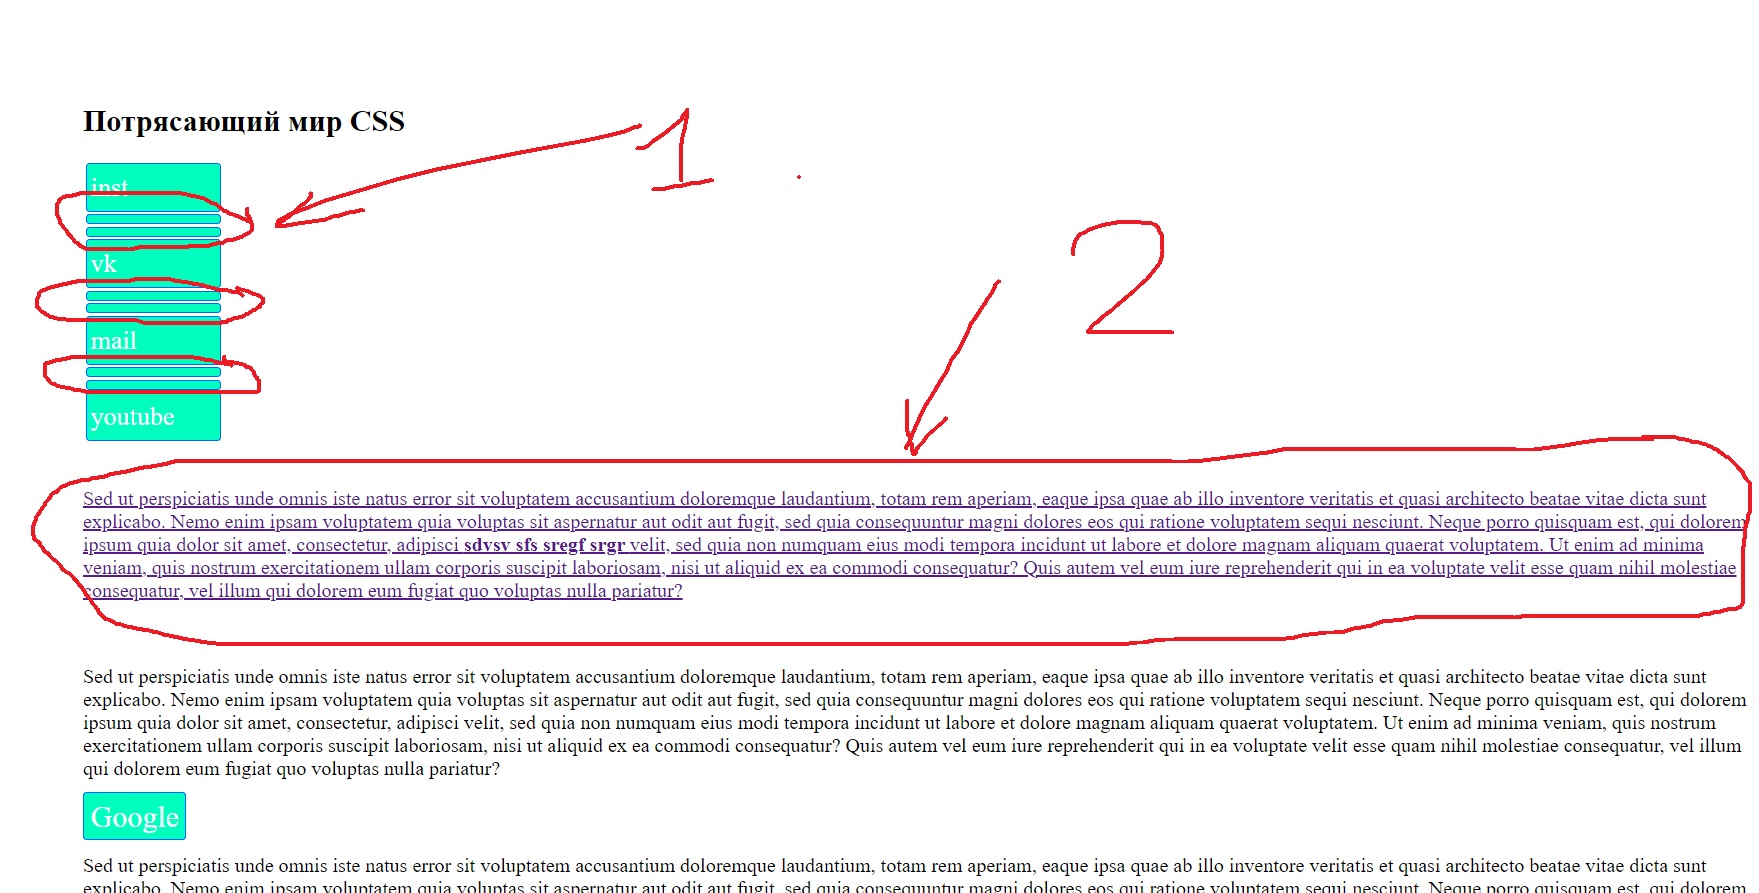 Потрясающий мир CSS
1
inst
2
vk
mail
youtube
Sed ut perspiciatis unde omnis iste natus error sit voluptatem accusantium doloremque laudantium, totam rem aperiam, eaque ipsa quae ab illo inventore veritatis et quasi architecto beatae vitae dicta sunt
explicabo. Nemo enim ipsam voluptatem quia voluptas sit aspernatur aut odit aut fugit, sed quia consequuntur magni dolores eos qui ratione voluptatem sequi nesciunt. Neque porro quisquam est, qui dolorem
ipsum quia dolor sit amet, consectetur, adipisci sdvsv sfs sregf srgr velit, sed quia non numquam eius modi tempora incidunt ut labore et dolore magnam aliquam quaerat voluptatem. Ut enim ad minima
veniam, quis nostrum exercitationem ullam corporis suscipit laboriosam, nisi ut aliquid ex ea commodi consequatur? Quis autem vel eum iure reprehenderit qui in ea voluptate velit esse quam nihil molestiae
consequatur, vel illum qui dolorem eum fugiat quo voluptas nulla pariatur?
Sed ut perspiciatis unde omnis iste natus error sit voluptatem accusantium doloremque laudantium, totam rem aperiam, eaque ipsa quae ab illo inventore veritatis et quasi architecto beatae vitae dicta sunt
explicabo. Nemo enim ipsam voluptatem quia voluptas sit aspernatur aut odit aut fugit, sed quia consequuntur magni dolores eos qui ratione voluptatem sequi nesciunt. Neque porro quisquam est, qui dolorem
ipsum quia dolor sit amet, consectetur, adipisci velit, sed quia non numquam eius modi tempora incidunt ut labore et dolore magnam aliquam quaerat voluptatem. Ut enim ad minima veniam, quis nostrum
exercitationem ullam corporis suscipit laboriosam, nisi ut aliquid ex ea commodi consequatur? Quis autem vel eum iure reprehenderit qui in ea voluptate velit esse quam nihil molestiae consequatur, vel illum
qui dolorem eum fugiat quo voluptas nulla pariatur?
Google
Sed ut perspiciatis unde omnis iste natus error sit voluptatem accusantium doloremque laudantium, totam rem aperiam, eaque ipsa quae ab illo inventore veritatis et quasi architecto beatae vitae dicta sunt
explicabo. Nemo enim ipsam voluptatem quia voluptas sit aspernatur aut odit aut fugit, sed quia consequuntur magni dolores eos qui ratione voluptatem sequi nesciunt. Neque porro quisquam est, qui dolorem